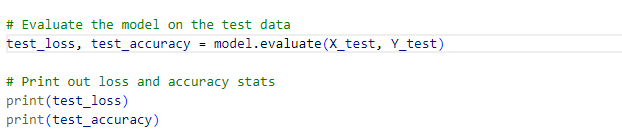 # Evaluate the model on the test data
test_loss, test_accuracy = model.evaluate(X_test, Y_test)
# Print out loss and accuracy stats
print(test_loss)
print(test_accuracy)